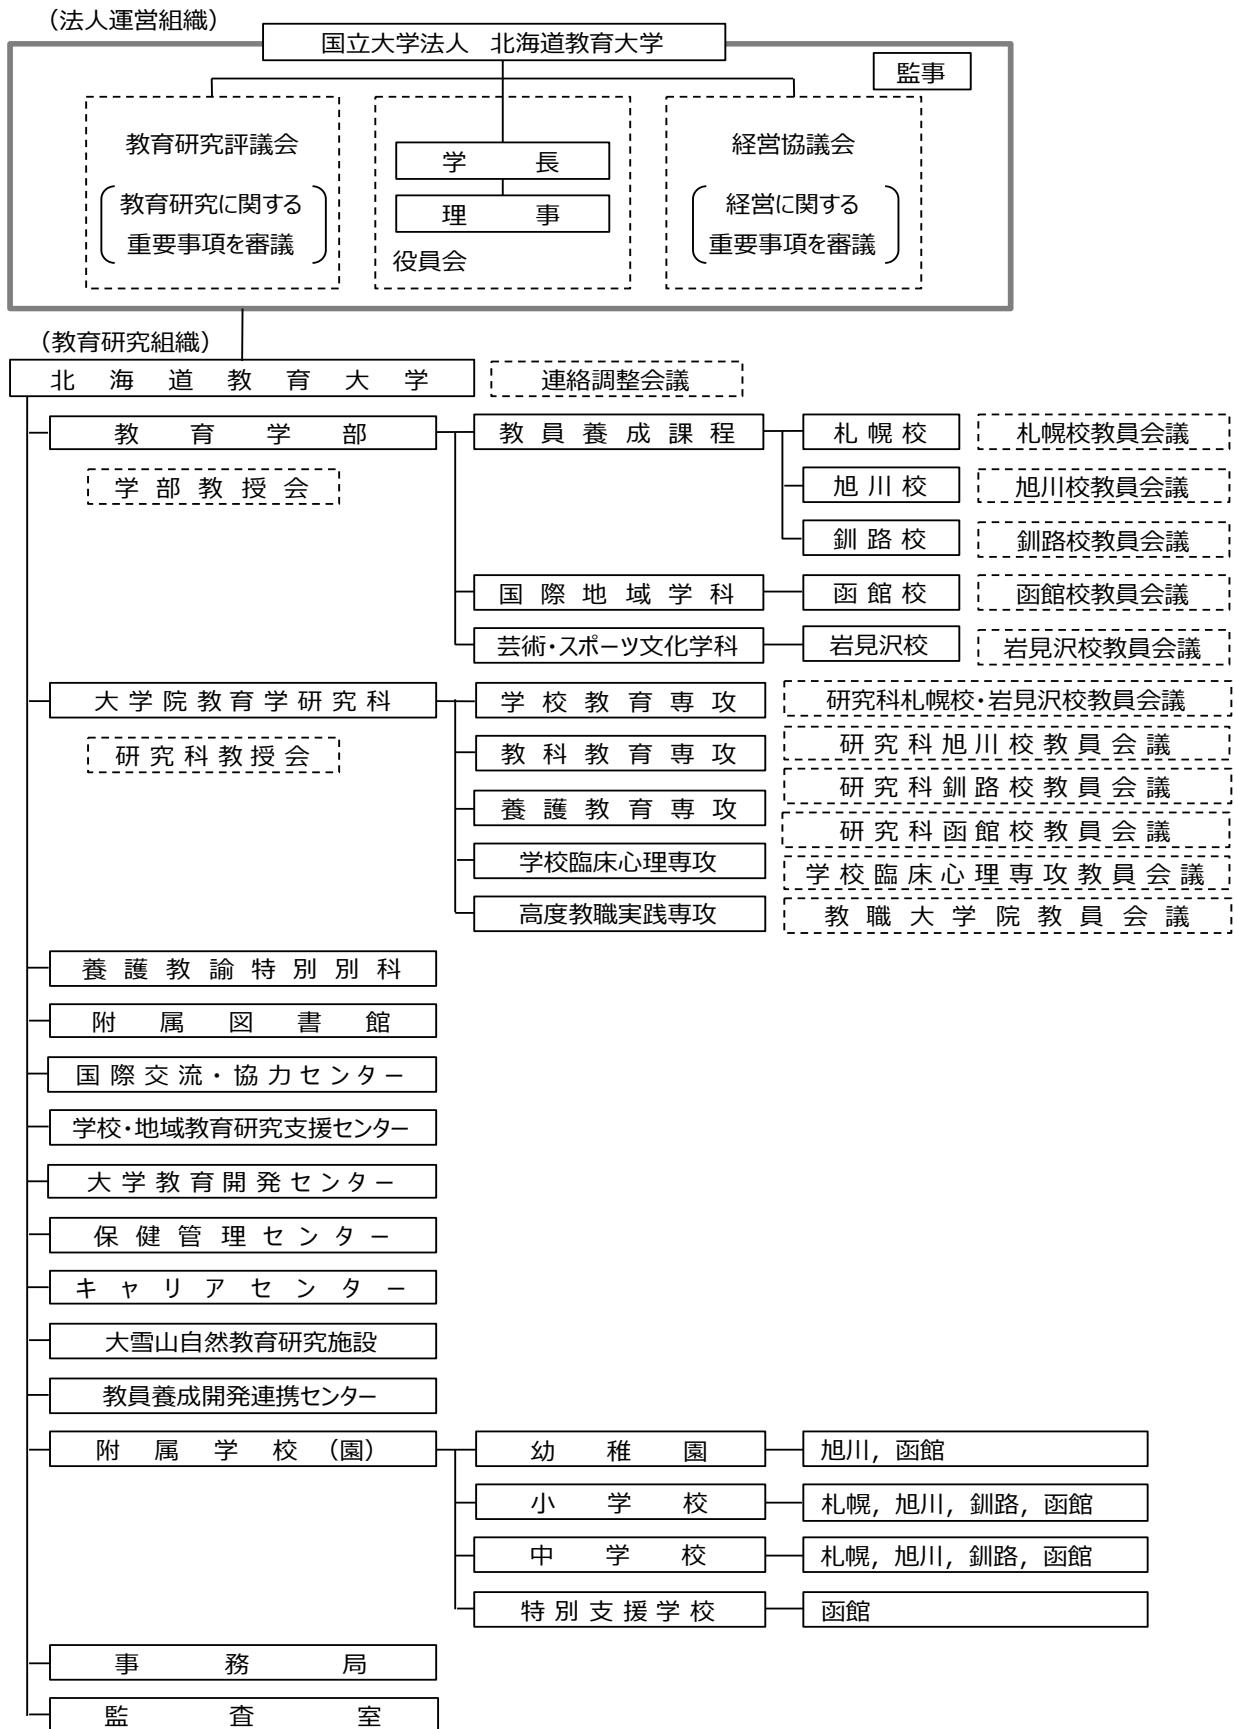 （法人運営組織）
国立大学法人　北海道教育大学
監事
教育研究評議会
教育研究に関する
重要事項を審議
学長
理事
役員会
経営協議会
経営に関する
重要事項を審議
（教育研究組織）
北海道教育大学
連絡調整会議
教育学部
教員養成課程
札幌校
札幌校教員会議
学部教授会
旭川校
旭川校教員会議
釧路校
釧路校教員会議
国際地域学科
函館校
函館校教員会議
芸術・スポーツ文化学科
岩見沢校
岩見沢校教員会議
大学院教育学研究科
学校教育専攻
研究科札幌校・岩見沢校教員会議
研究科教授会
教科教育専攻
研究科旭川校教員会議
研究科釧路校教員会議
養護教育専攻
研究科函館校教員会議
学校臨床心理専攻
学校臨床心理専攻教員会議
高度教職実践専攻
教職大学院教員会議
養護教諭特別別科
附属図書館
国際交流・協力センター
学校・地域教育研究支援センター
大学教育開発センター
保健管理センター
キャリアセンター
大雪山自然教育研究施設
教員養成開発連携センター
附属学校（園）
幼稚園
旭川，函館
小学校
札幌，旭川，釧路，函館
中学校
札幌，旭川，釧路，函館
特別支援学校
函館
事務局
監査室